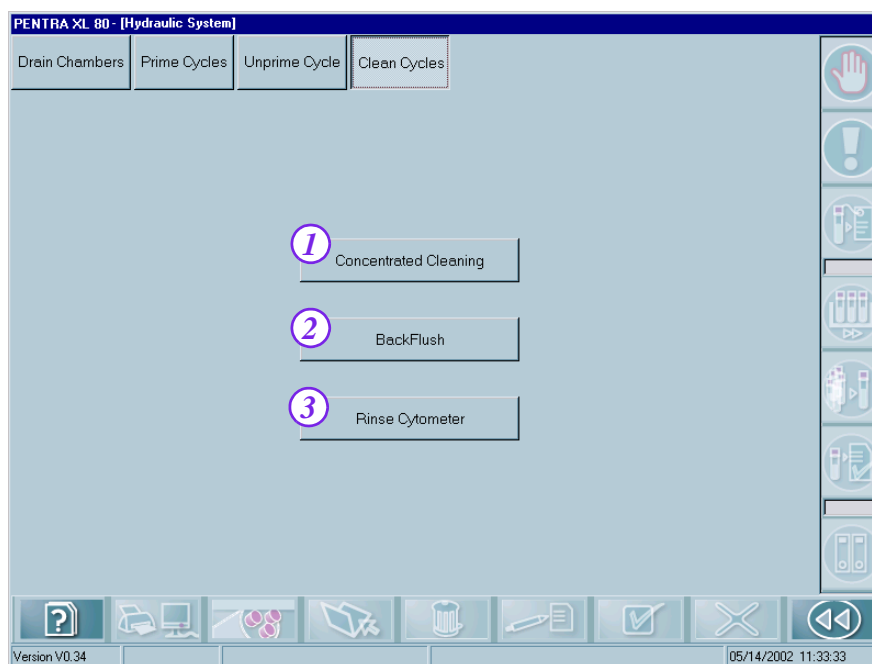 PENTRA XL 80 - [Hydraulic System]
Drain Chambers Prime Cycles Unprime Cycle Clean Cycles
1
Concentrated Cleaning
2
BackFlush
3
Rinse Cytometer
?
Version V0.34 05/14/2002 11:33:33